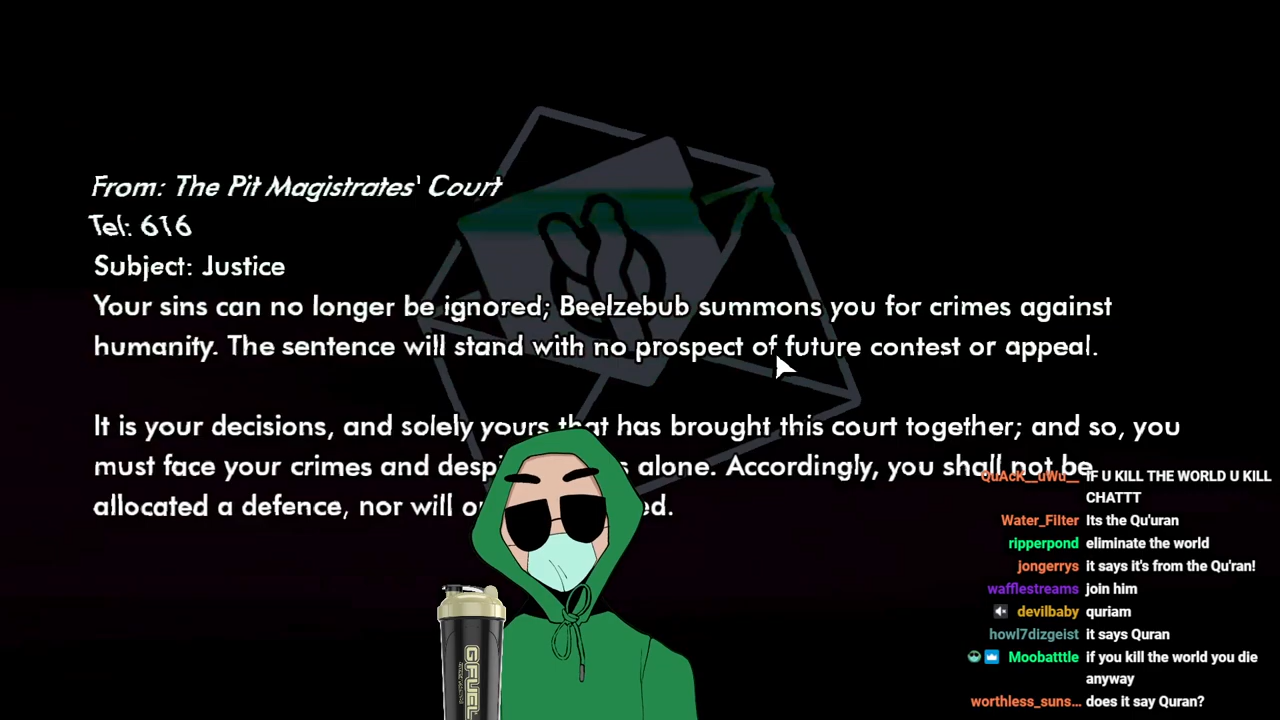 From: The Pit Magistrates' Court
Tel: 616
Subject: Justice
Your sins can no longer be ignored; Beelzebub summons you for crimes against
humanity. The sentence will stand with no prospect of future contest or appeal.
It is your decisions, and solely yours that has brought this court together; and so, you
must face your crimes and alone. Accordingly, you shall not be
allocated a defence, nor will
QuAcK__uWu__ IF U KILL THE WORLD U KILL
CHATTT
Water_Filter Its the Qu'uran
ripperpond eliminate the world
jongerrys it says it's from the Qu'ran!
wafflestreams join him
devilbaby quriam
howl7dizgeist it says Quran
Moobatttle if you kill the world you die
anyway
worthless_suns... does it say Quran?
GFUEL